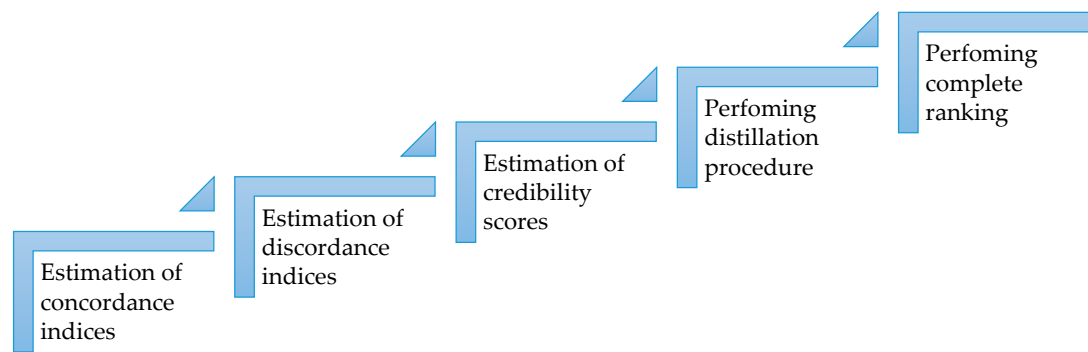 Estimation of
concordance
indices
Estimation of
discordance
indices
Estimation of
credibility
scores
Perfoming
distillation
procedure
Perfoming
complete
ranking